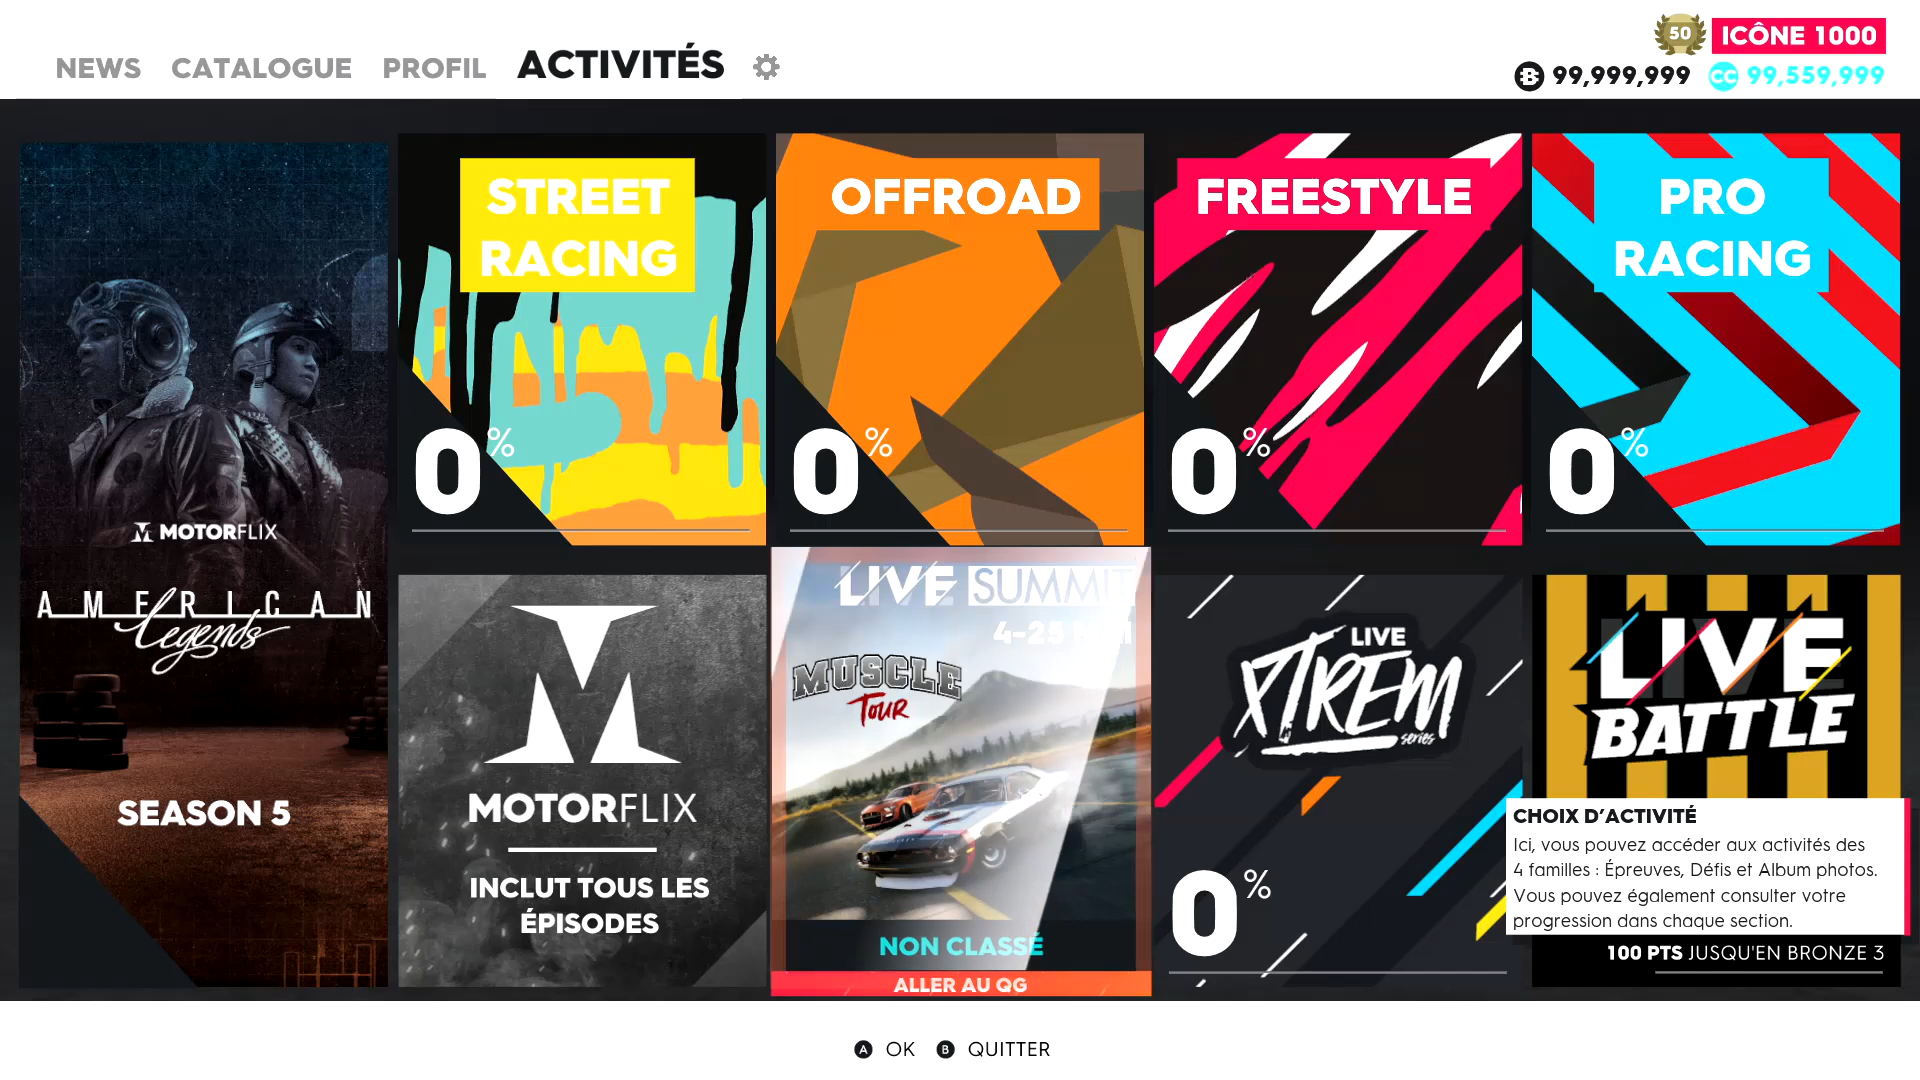 NEWS CATALOGUE PROFIL ACTIVITÉS
50 ICÔNE 1000
99,999,999 CC 99,559,999
MOTORFLIX
AMERICAN
Legends
SEASON 5
STREET
RACING
0%
OFFROAD
0%
FREESTYLE
0%
PRO
RACING
0%
MOTORFLIX
INCLUT TOUS LES
ÉPISODES
LIVE SUMMIT
4-25
MUSCLE
TOUR
NON CLASSÉ
ALLER AU QG
LIVE
XTREM
series
0%
LIVE
BATTLE
CHOIX D'ACTIVITÉ
Ici, vous pouvez accéder aux activités des
4 familles : Épreuves, Défis et Album photos.
Vous pouvez également consulter votre
progression dans chaque section.
100 PTS JUSQU'EN BRONZE 3
A OK B QUITTER